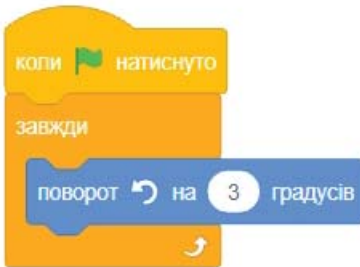 коли натиснуто
завжди
поворот на 3 градусів